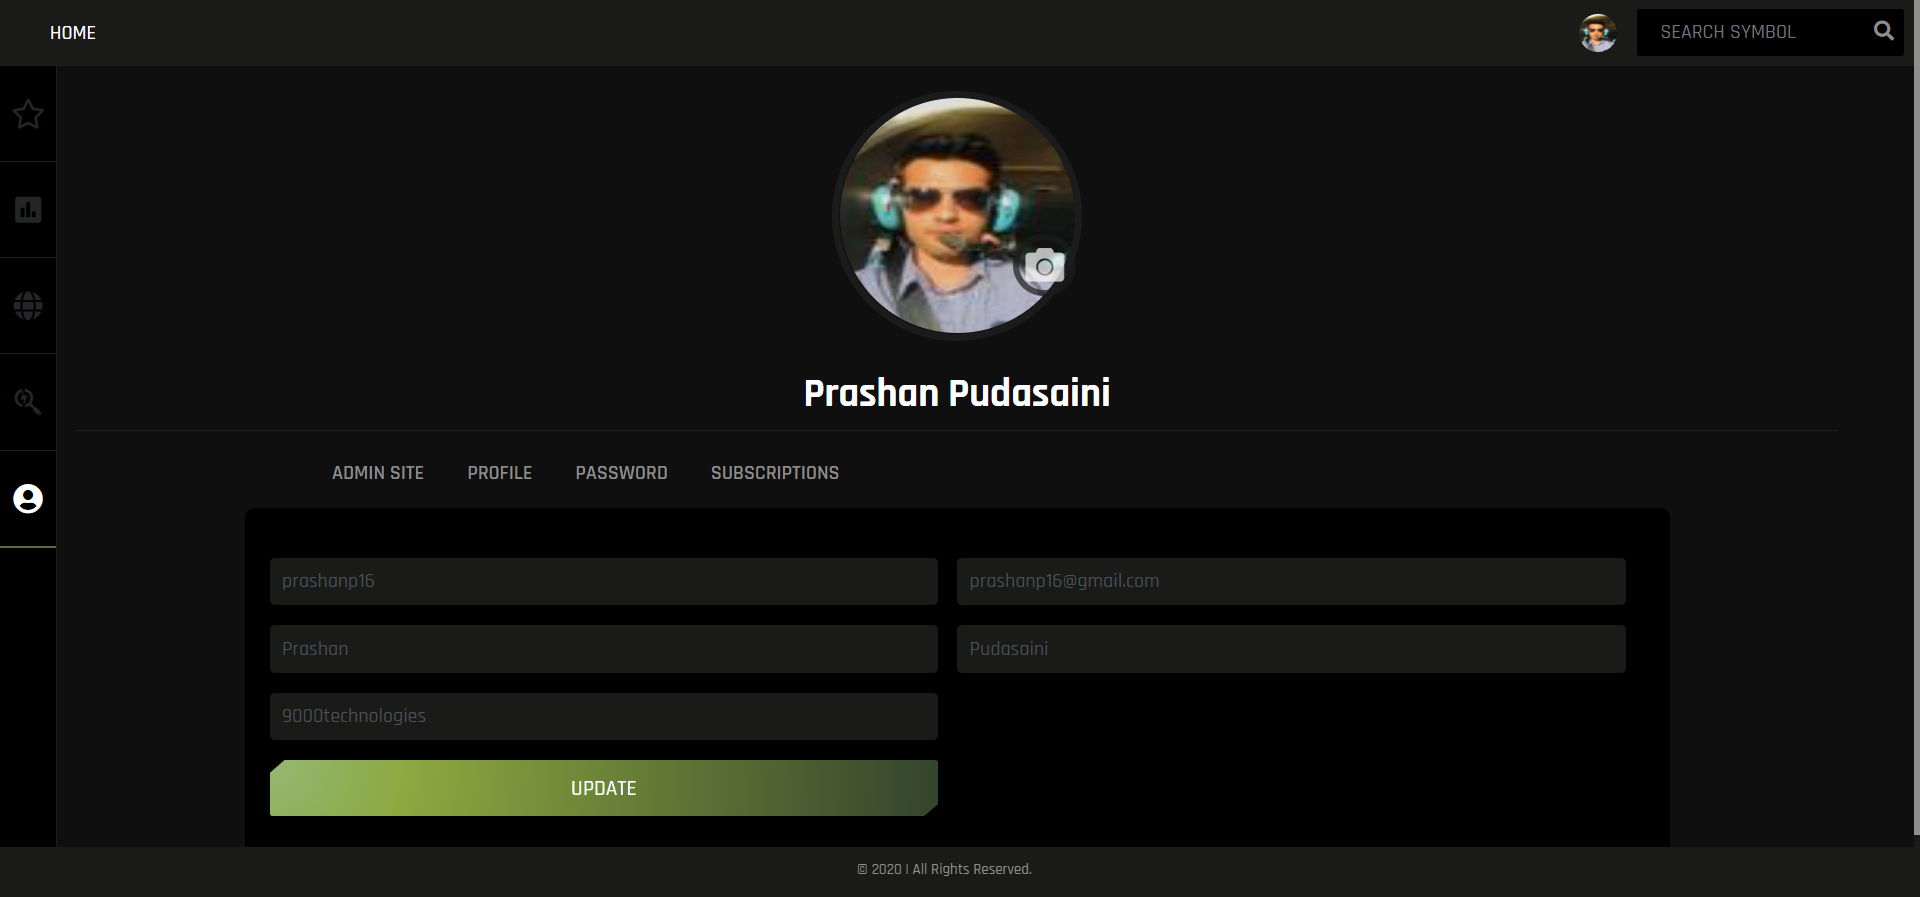 HOME
SEARCH SYMBOL
Prashan Pudasaini
ADMIN SITE PROFILE PASSWORD SUBSCRIPTIONS
prashanp16 prashanp16@gmail.com
Prashan Pudasaini
9000technologies
UPDATE
© 2020 | All Rights Reserved.